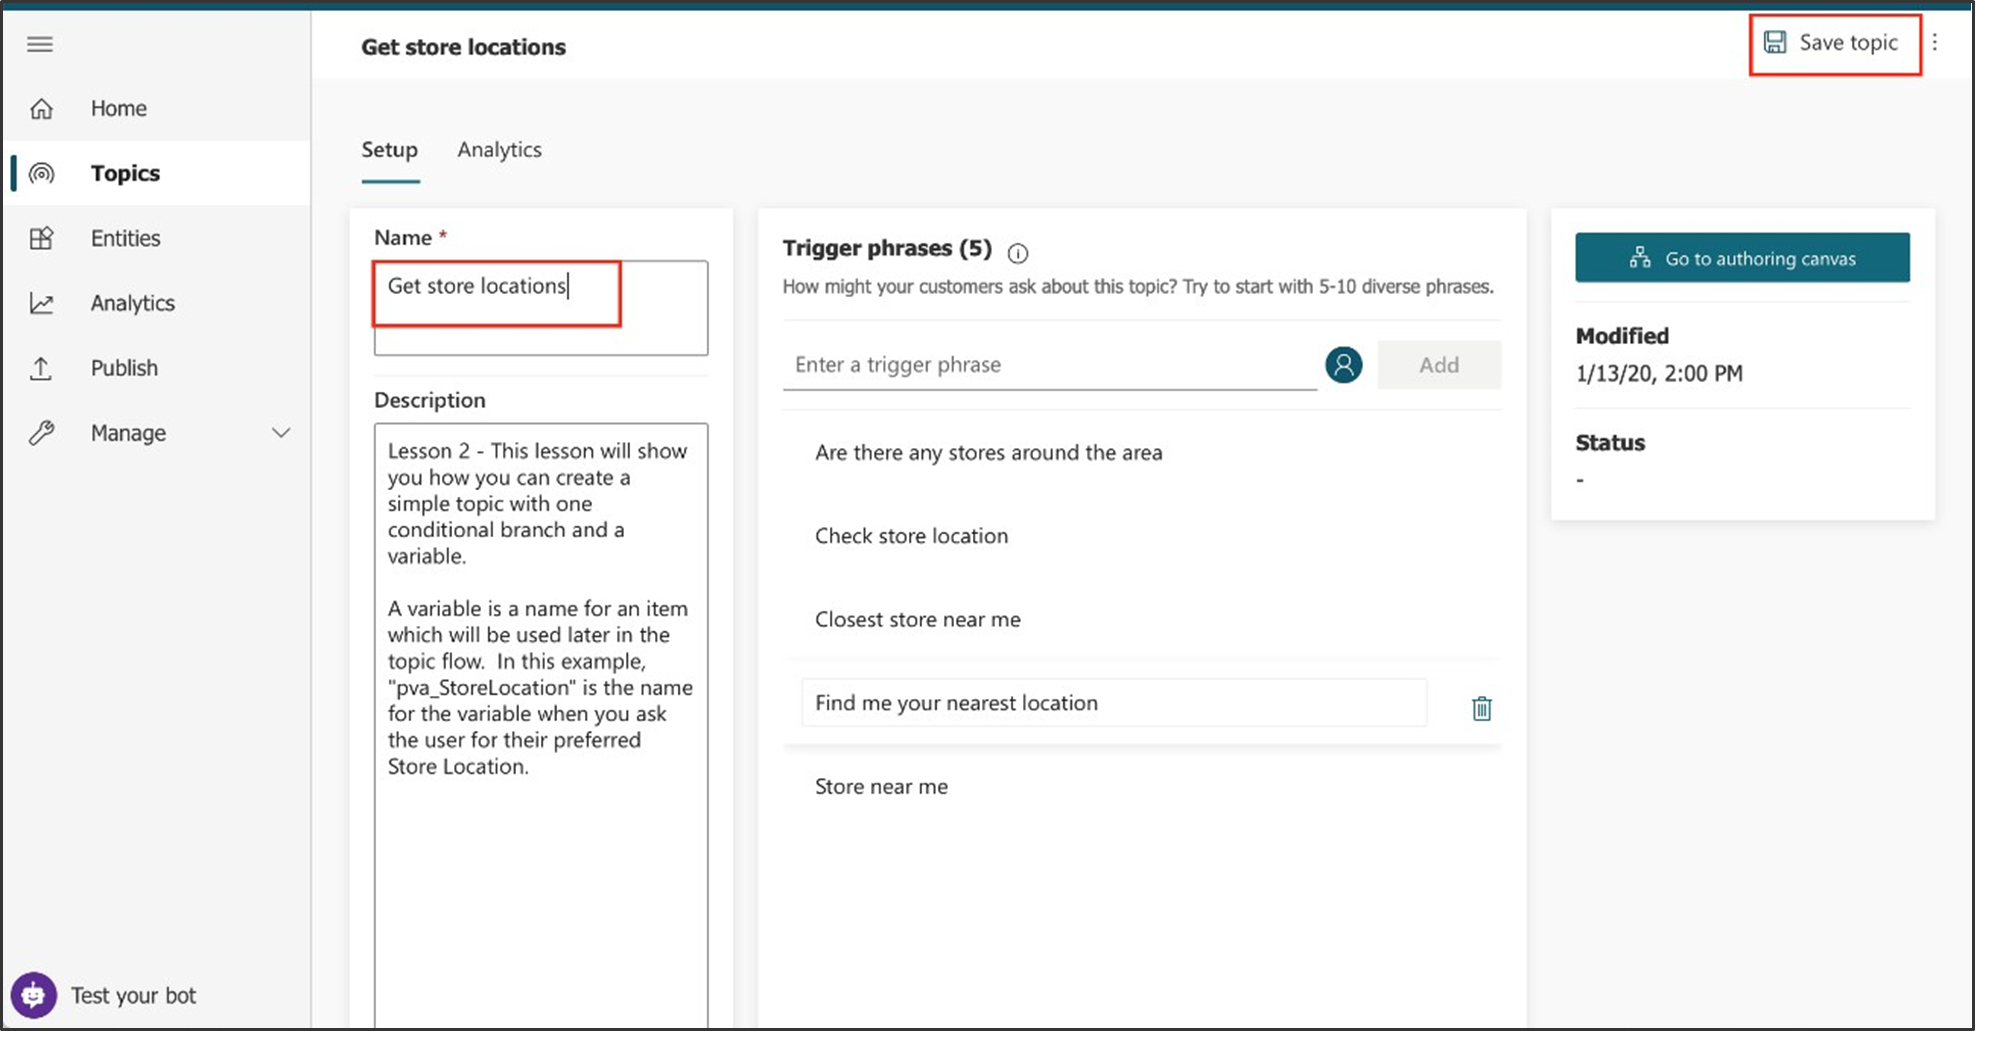 Get store locations
Save topic
Home
Topics
Entities
Analytics
Publish
Manage
Test your bot
Setup
Analytics
Name *
Get store locations
Description
Lesson 2 - This lesson will show
you how you can create a
simple topic with one
conditional branch and a
variable.
A variable is a name for an item
which will be used later in the
topic flow.  In this example,
"pva_StoreLocation" is the name
for the variable when you ask
the user for their preferred
Store Location.
Trigger phrases (5)
How might your customers ask about this topic? Try to start with 5-10 diverse phrases.
Enter a trigger phrase
Add
Are there any stores around the area
Check store location
Closest store near me
Find me your nearest location
Store near me
Go to authoring canvas
Modified
1/13/20, 2:00 PM
Status
-